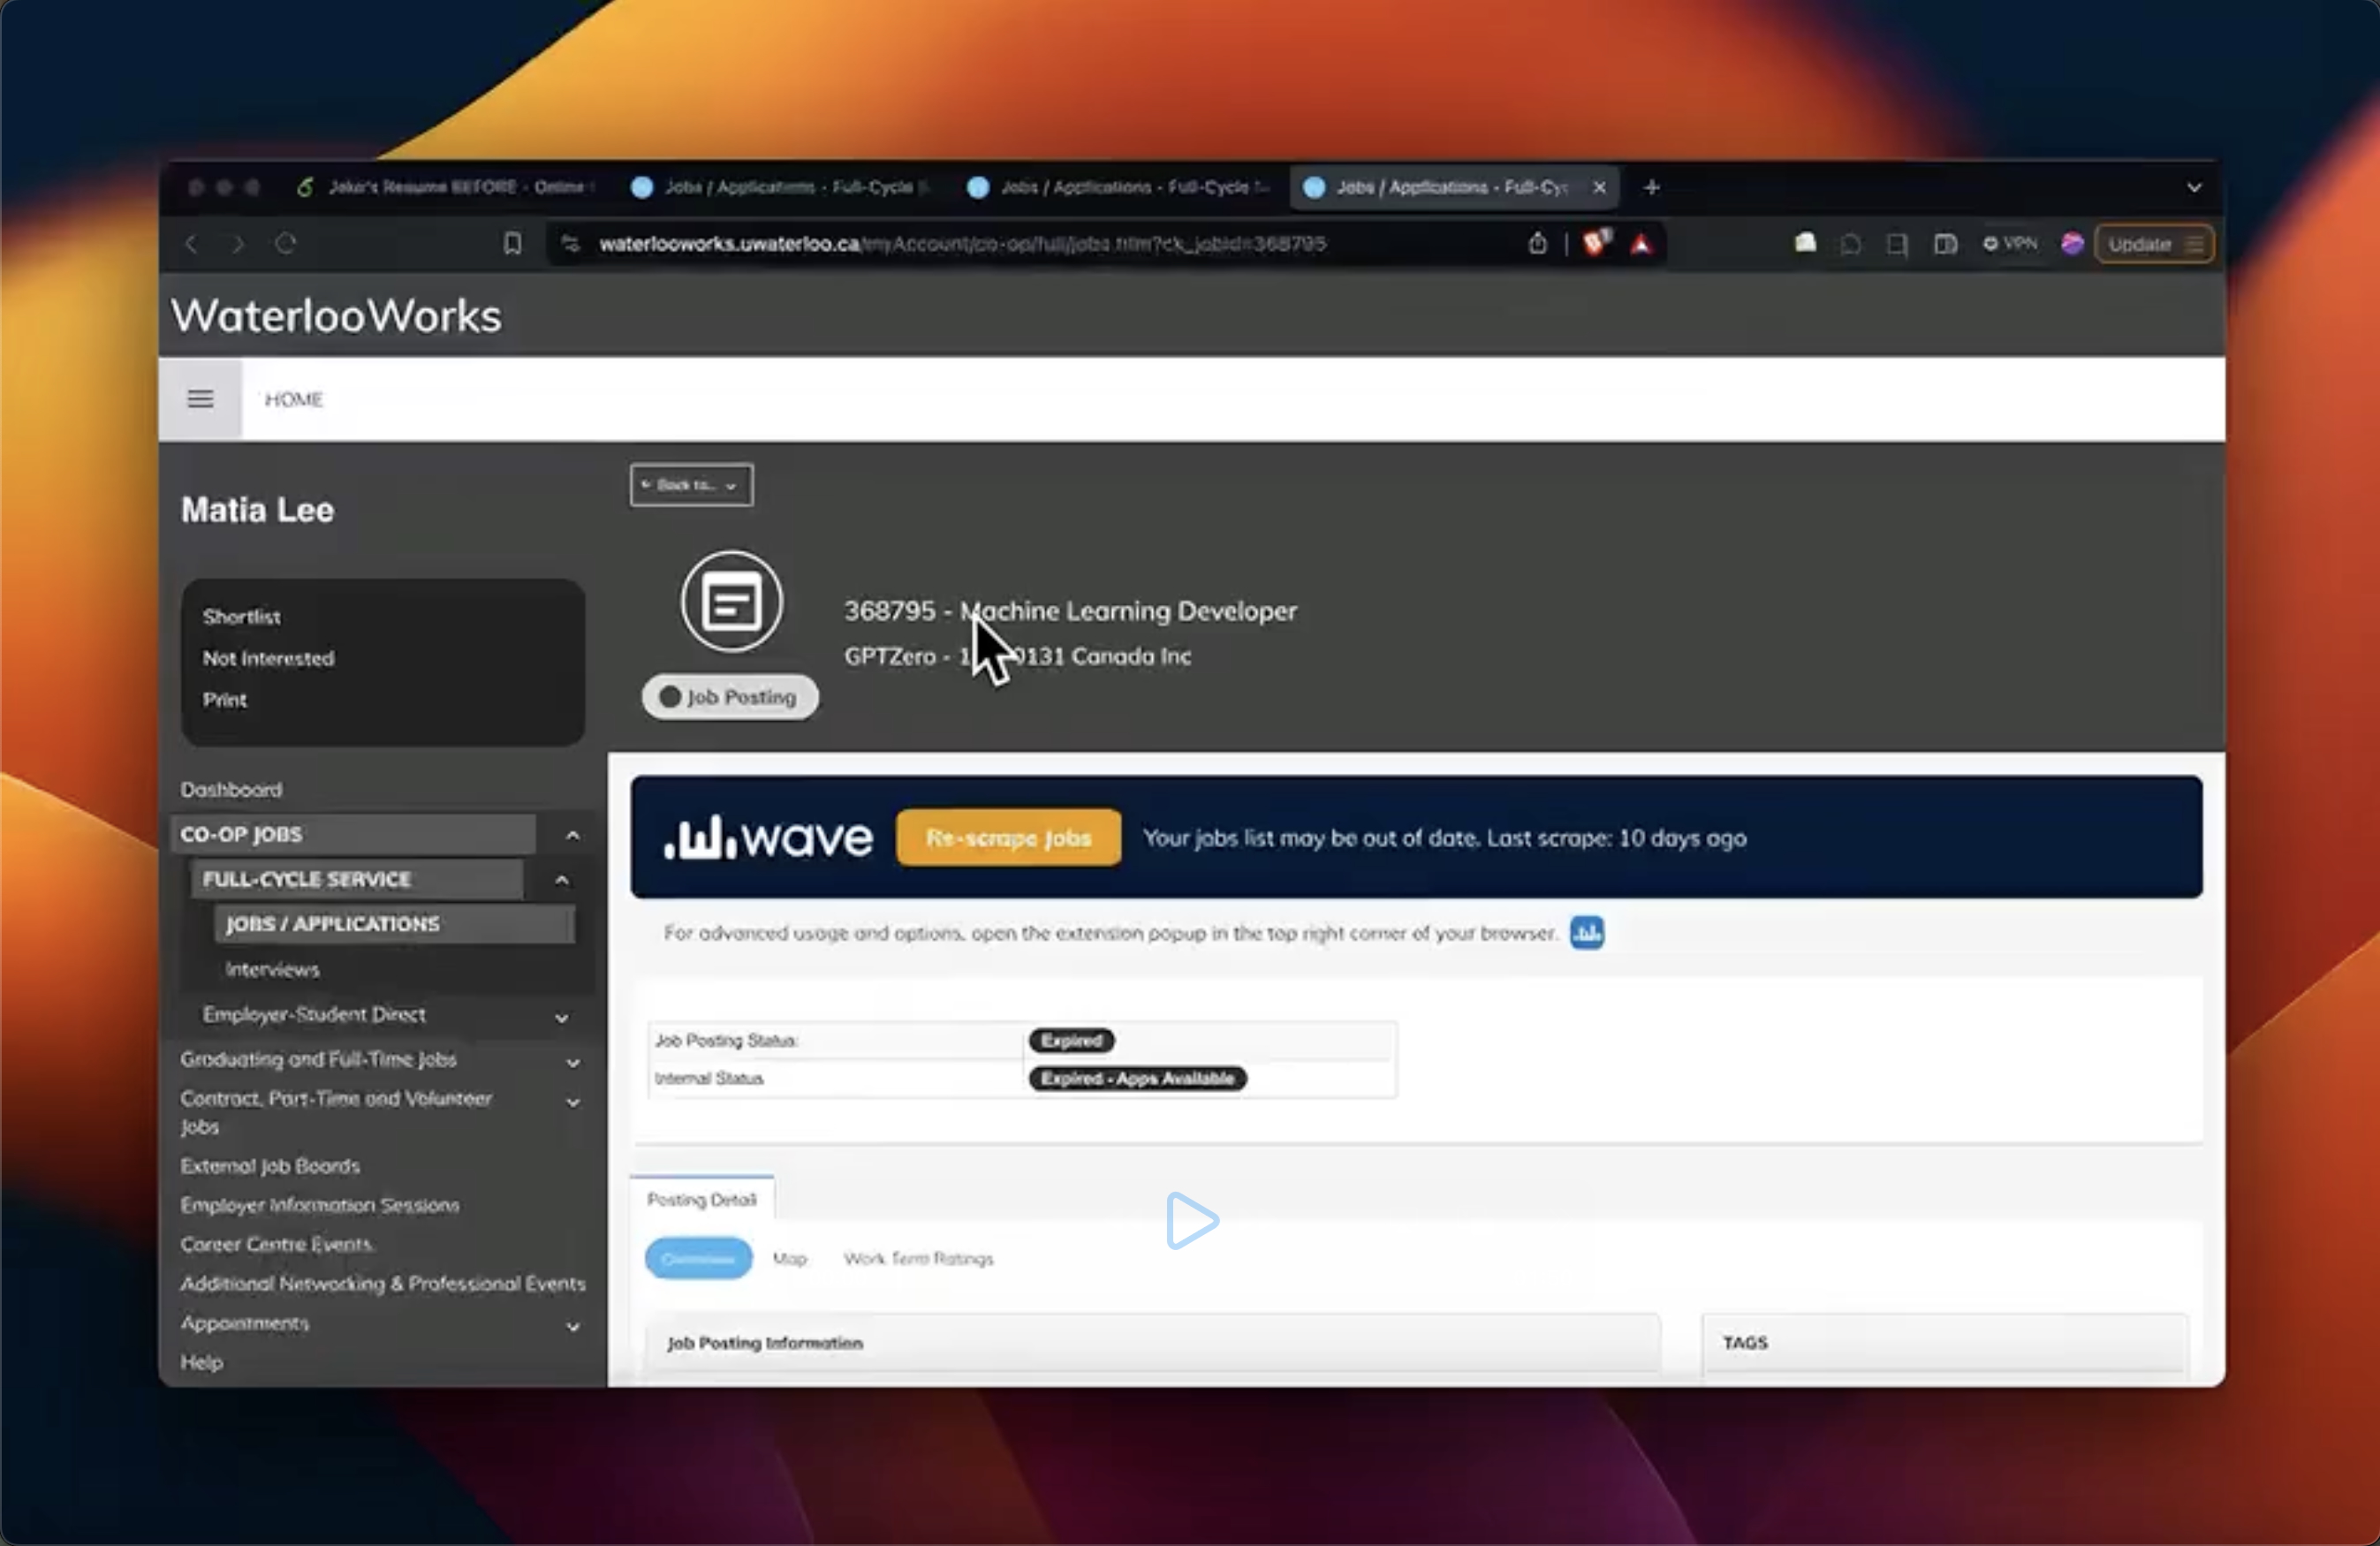 Joker's Resume BEFORE - Online
Jobs / Applications - Full-Cycle
Jobs / Applications - Full-Cycle
Jobs / Applications - Full-Cyc
waterlooworks.uwaterloo.ca/myAccount/co-op/full/jobs.htm?ck_jobid=368795
VPN
Update
WaterlooWorks
HOME
Matia Lee
Shortlist
Not Interested
Print
Dashboard
CO-OP JOBS
FULL-CYCLE SERVICE
JOBS / APPLICATIONS
Interviews
Employer-Student Direct
Graduating and Full-Time Jobs
Contract, Part-Time and Volunteer
Jobs
External Job Boards
Employer Information Sessions
Career Centre Events
Additional Networking & Professional Events
Appointments
Help
Back to...
368795 - Machine Learning Developer
GPTZero - 131 Canada Inc
Job Posting
wave
Re-scrape Jobs
Your jobs list may be out of date. Last scrape: 10 days ago
For advanced usage and options, open the extension popup in the top right corner of your browser.
Job Posting Status:
Expired
Internal Status
Expired - Apps Available
Posting Detail
Overview
Map
Work Term Ratings
Job Posting Information
TAGS